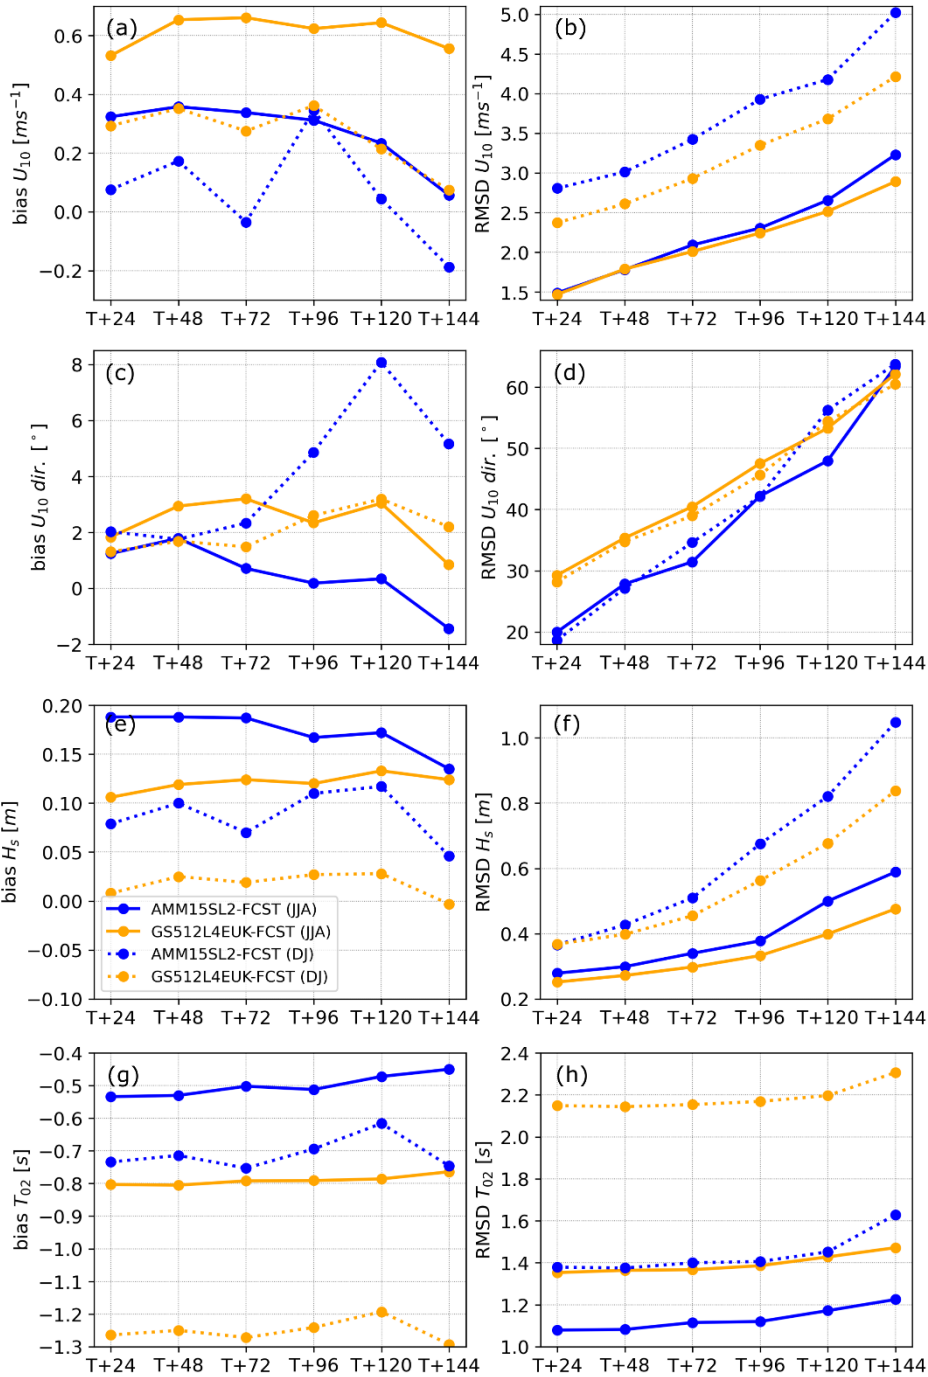 (a)
bias U10 [ms−1]
0.6
0.4
0.2
0.0
−0.2
T+24 T+48 T+72 T+96 T+120 T+144
(b)
RMSD U10 [ms−1]
5.0
4.5
4.0
3.5
3.0
2.5
2.0
1.5
T+24 T+48 T+72 T+96 T+120 T+144
(c)
bias U10 dir. [°]
8
6
4
2
0
−2
T+24 T+48 T+72 T+96 T+120 T+144
(d)
RMSD U10 dir. [°]
60
50
40
30
20
T+24 T+48 T+72 T+96 T+120 T+144
(e)
bias Hs [m]
0.20
0.15
0.10
0.05
0.00
−0.05
−0.10
AMM15SL2-FCST (JJA)
GS512L4EUK-FCST (JJA)
AMM15SL2-FCST (DJ)
GS512L4EUK-FCST (DJ)
T+24 T+48 T+72 T+96 T+120 T+144
(f)
RMSD Hs [m]
1.0
0.8
0.6
0.4
0.2
T+24 T+48 T+72 T+96 T+120 T+144
(g)
bias T02 [s]
−0.4
−0.5
−0.6
−0.7
−0.8
−0.9
−1.0
−1.1
−1.2
−1.3
T+24 T+48 T+72 T+96 T+120 T+144
(h)
RMSD T02 [s]
2.4
2.2
2.0
1.8
1.6
1.4
1.2
1.0
T+24 T+48 T+72 T+96 T+120 T+144